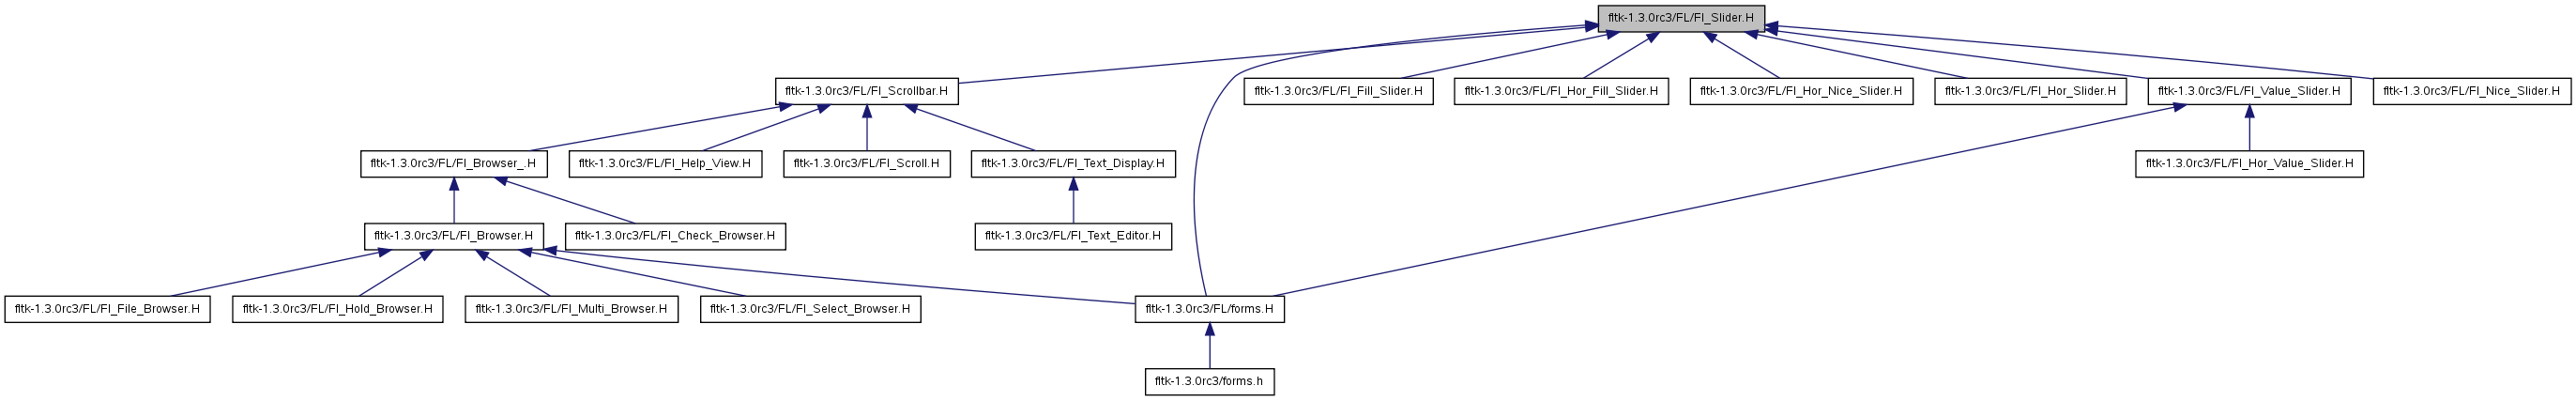 fltk-1.3.0rc3/FL/Fl_Slider.H
fltk-1.3.0rc3/FL/Fl_Scrollbar.H
fltk-1.3.0rc3/FL/Fl_Fill_Slider.H
fltk-1.3.0rc3/FL/Fl_Hor_Fill_Slider.H
fltk-1.3.0rc3/FL/Fl_Hor_Nice_Slider.H
fltk-1.3.0rc3/FL/Fl_Hor_Slider.H
fltk-1.3.0rc3/FL/Fl_Value_Slider.H
fltk-1.3.0rc3/FL/Fl_Nice_Slider.H
fltk-1.3.0rc3/FL/Fl_Browser_.H
fltk-1.3.0rc3/FL/Fl_Help_View.H
fltk-1.3.0rc3/FL/Fl_Scroll.H
fltk-1.3.0rc3/FL/Fl_Text_Display.H
fltk-1.3.0rc3/FL/Fl_Hor_Value_Slider.H
fltk-1.3.0rc3/FL/Fl_Browser.H
fltk-1.3.0rc3/FL/Fl_Check_Browser.H
fltk-1.3.0rc3/FL/Fl_Text_Editor.H
fltk-1.3.0rc3/FL/Fl_File_Browser.H
fltk-1.3.0rc3/FL/Fl_Hold_Browser.H
fltk-1.3.0rc3/FL/Fl_Multi_Browser.H
fltk-1.3.0rc3/FL/Fl_Select_Browser.H
fltk-1.3.0rc3/FL/forms.H
fltk-1.3.0rc3/forms.h